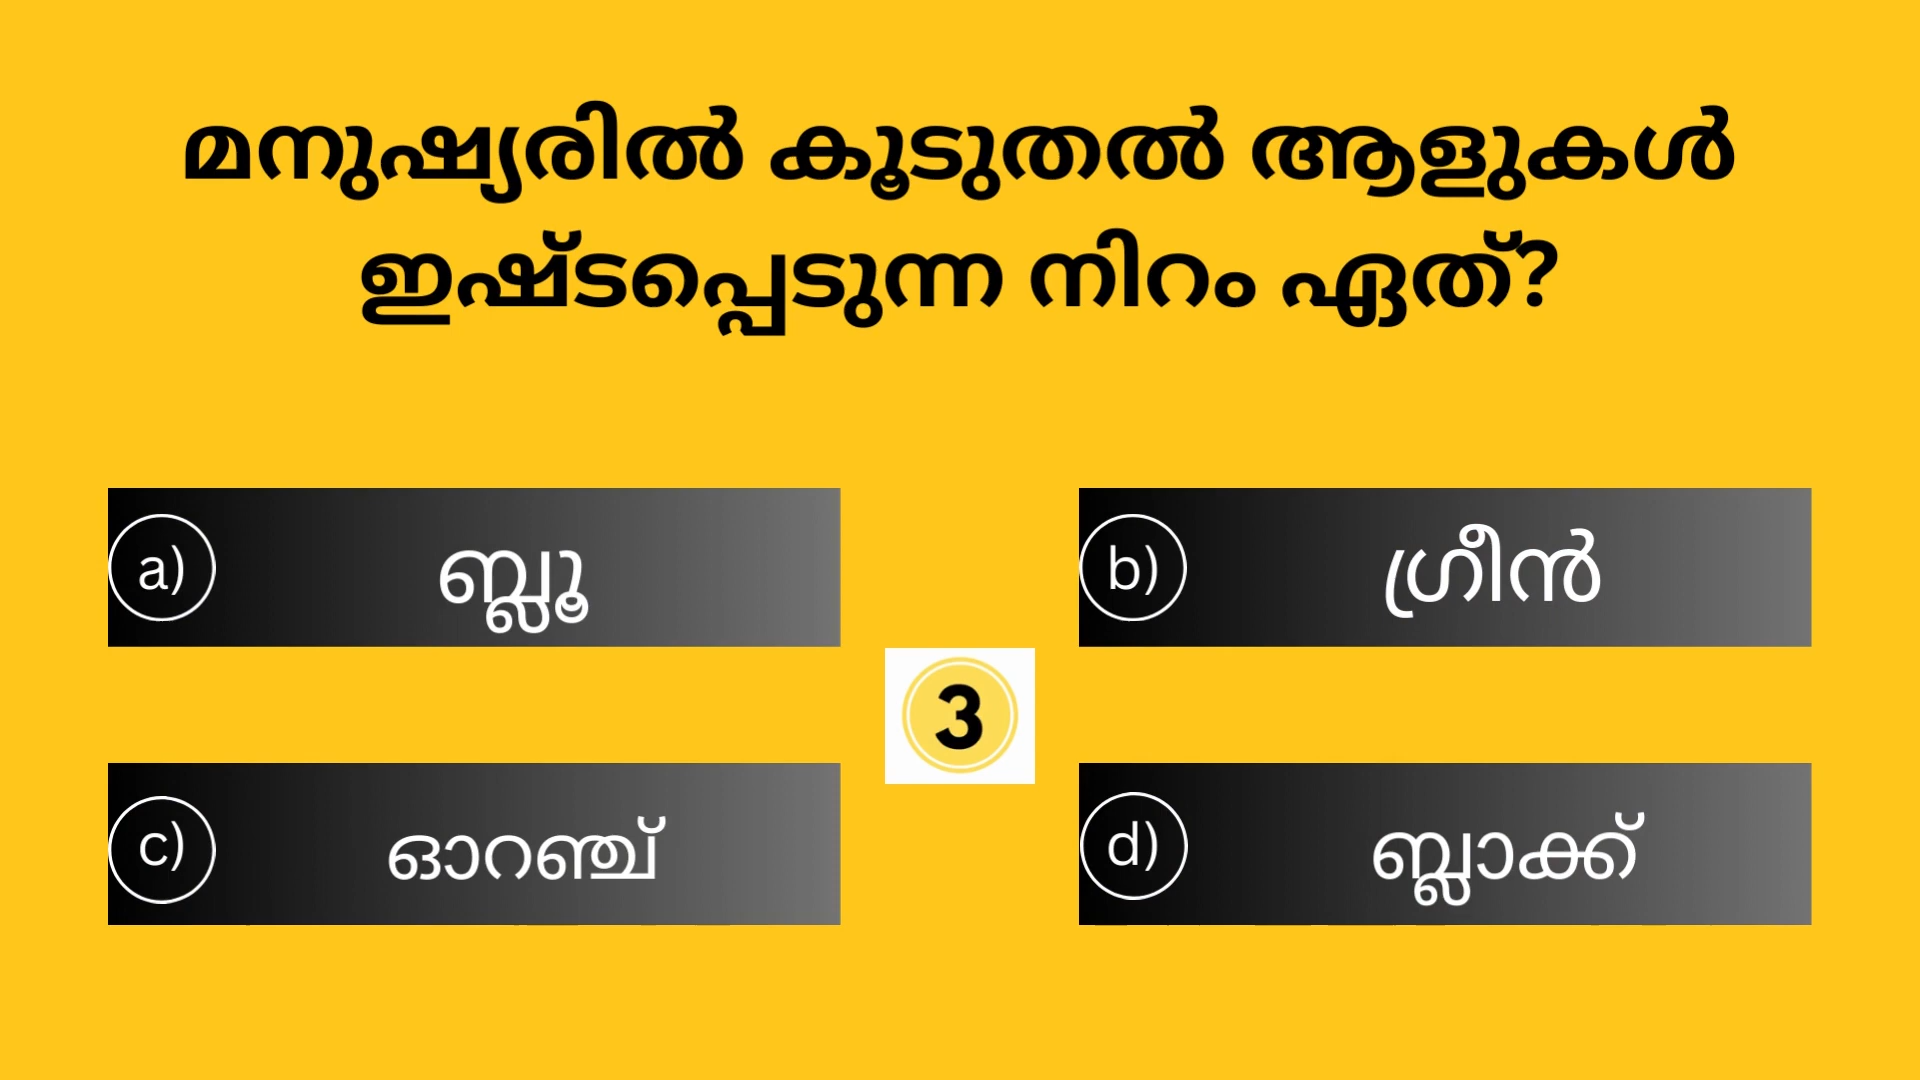 മനുഷ്യരിൽ കൂടുതൽ ആളുകൾ
ഇഷ്ടപ്പെടുന്ന നിറം ഏത്?
a) ബ്ലൂ
b) ഗ്രീൻ
3
c) ഓറഞ്ച്
d) ബ്ലാക്ക്